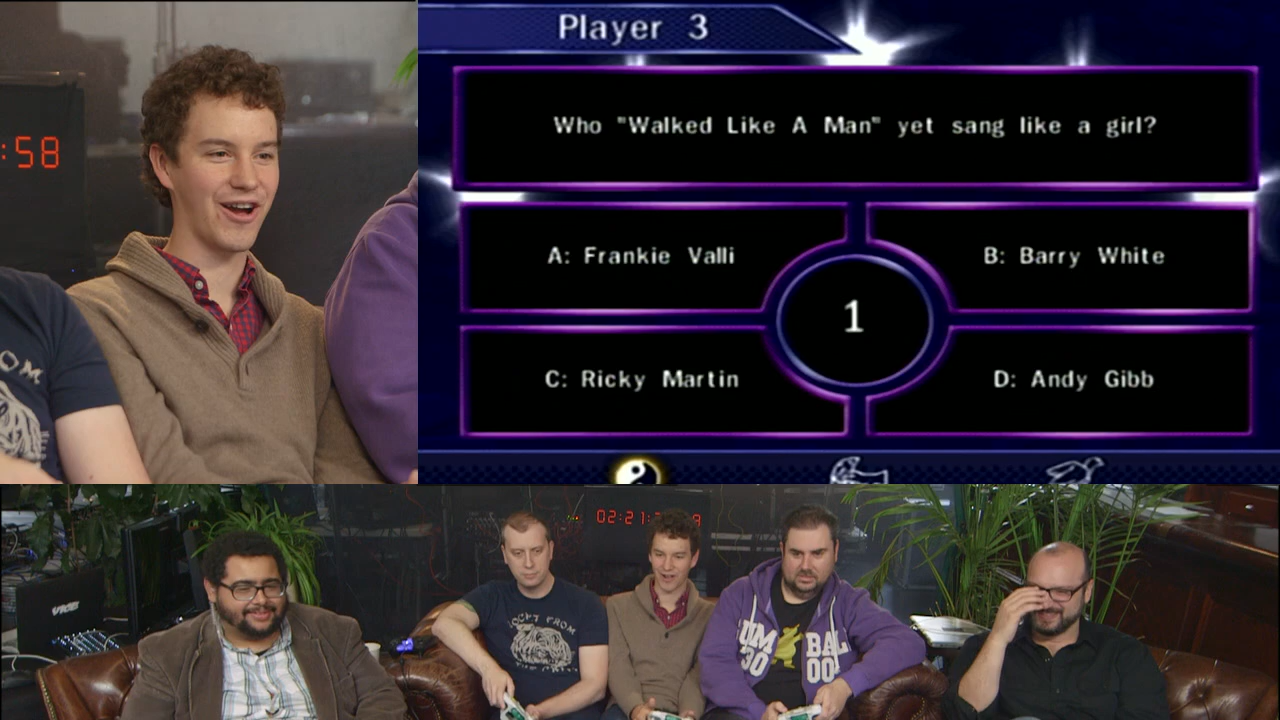 Player 3
Who "Walked Like A Man" yet sang like a girl?
:58
A: Frankie Valli
B: Barry White
1
C: Ricky Martin
D: Andy Gibb